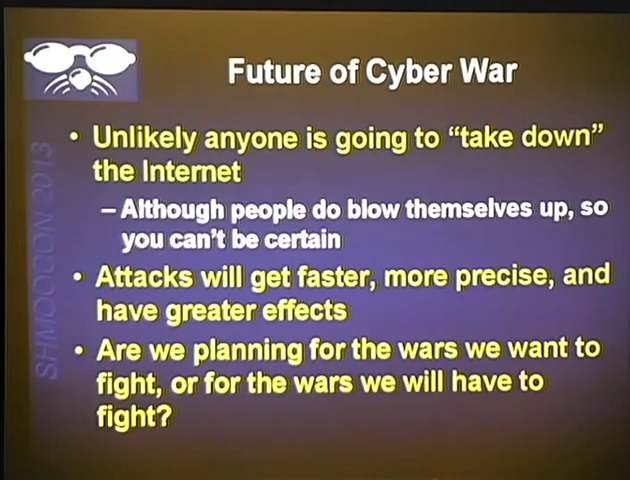 Future of Cyber War
• Unlikely anyone is going to “take down”
the Internet
– Although people do blow themselves up, so
you can't be certain
• Attacks will get faster, more precise, and
have greater effects
• Are we planning for the wars we want to
fight, or for the wars we will have to
fight?
SHMOOCON 2013